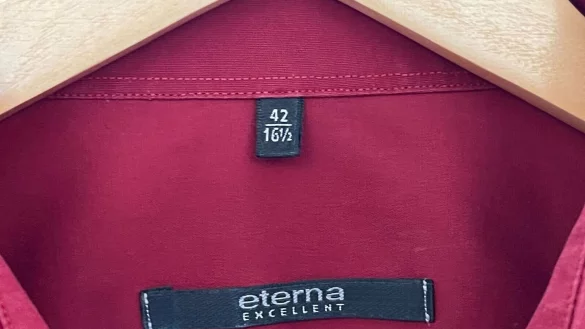 42
16½
eterna
EXCELLENT